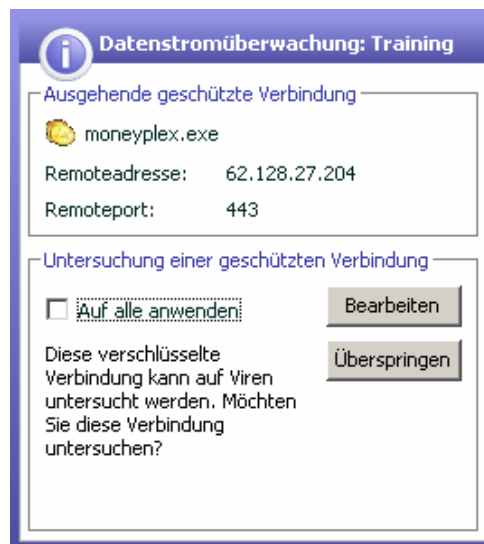 Datenstromüberwachung: Training
Ausgehende geschützte Verbindung
moneyplex.exe
Remoteadresse: 62.128.27.204
Remoteport: 443
Untersuchung einer geschützten Verbindung
Auf alle anwenden
Bearbeiten
Diese verschlüsselte
Verbindung kann auf Viren
untersucht werden. Möchten
Sie diese Verbindung
untersuchen?
Überspringen